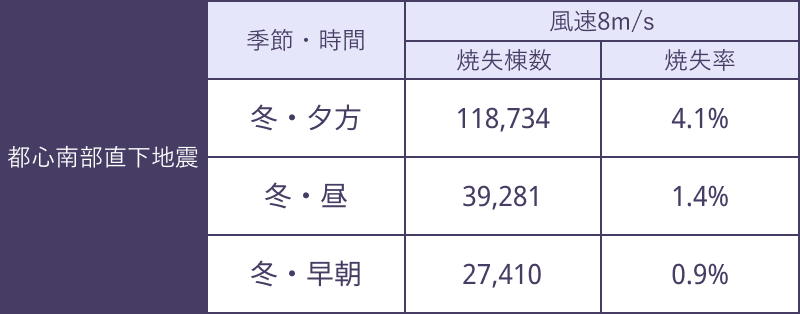 都心南部直下地震
季節・時間
風速8m/s
焼失棟数 焼失率
冬・夕方 118,734 4.1%
冬・昼 39,281 1.4%
冬・早朝 27,410 0.9%